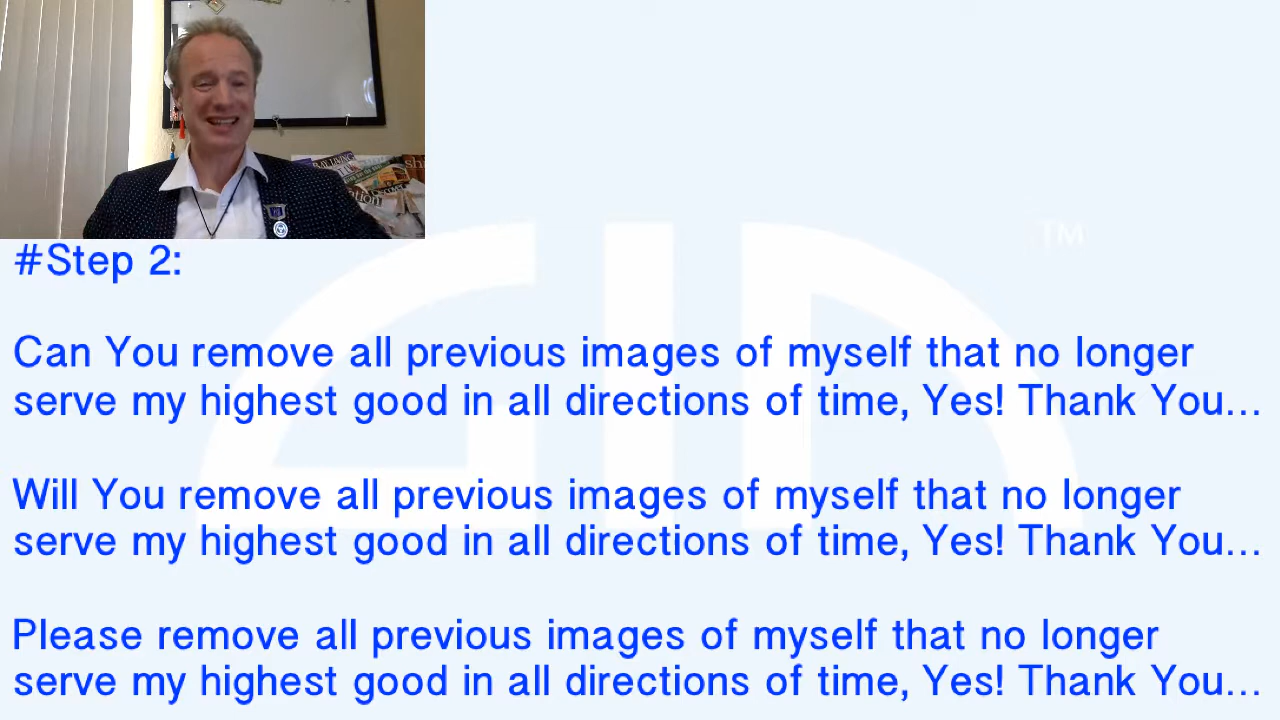 #Step 2:
Can You remove all previous images of myself that no longer
serve my highest good in all directions of time, Yes! Thank You...
Will You remove all previous images of myself that no longer
serve my highest good in all directions of time, Yes! Thank You...
Please remove all previous images of myself that no longer
serve my highest good in all directions of time, Yes! Thank You...
TM